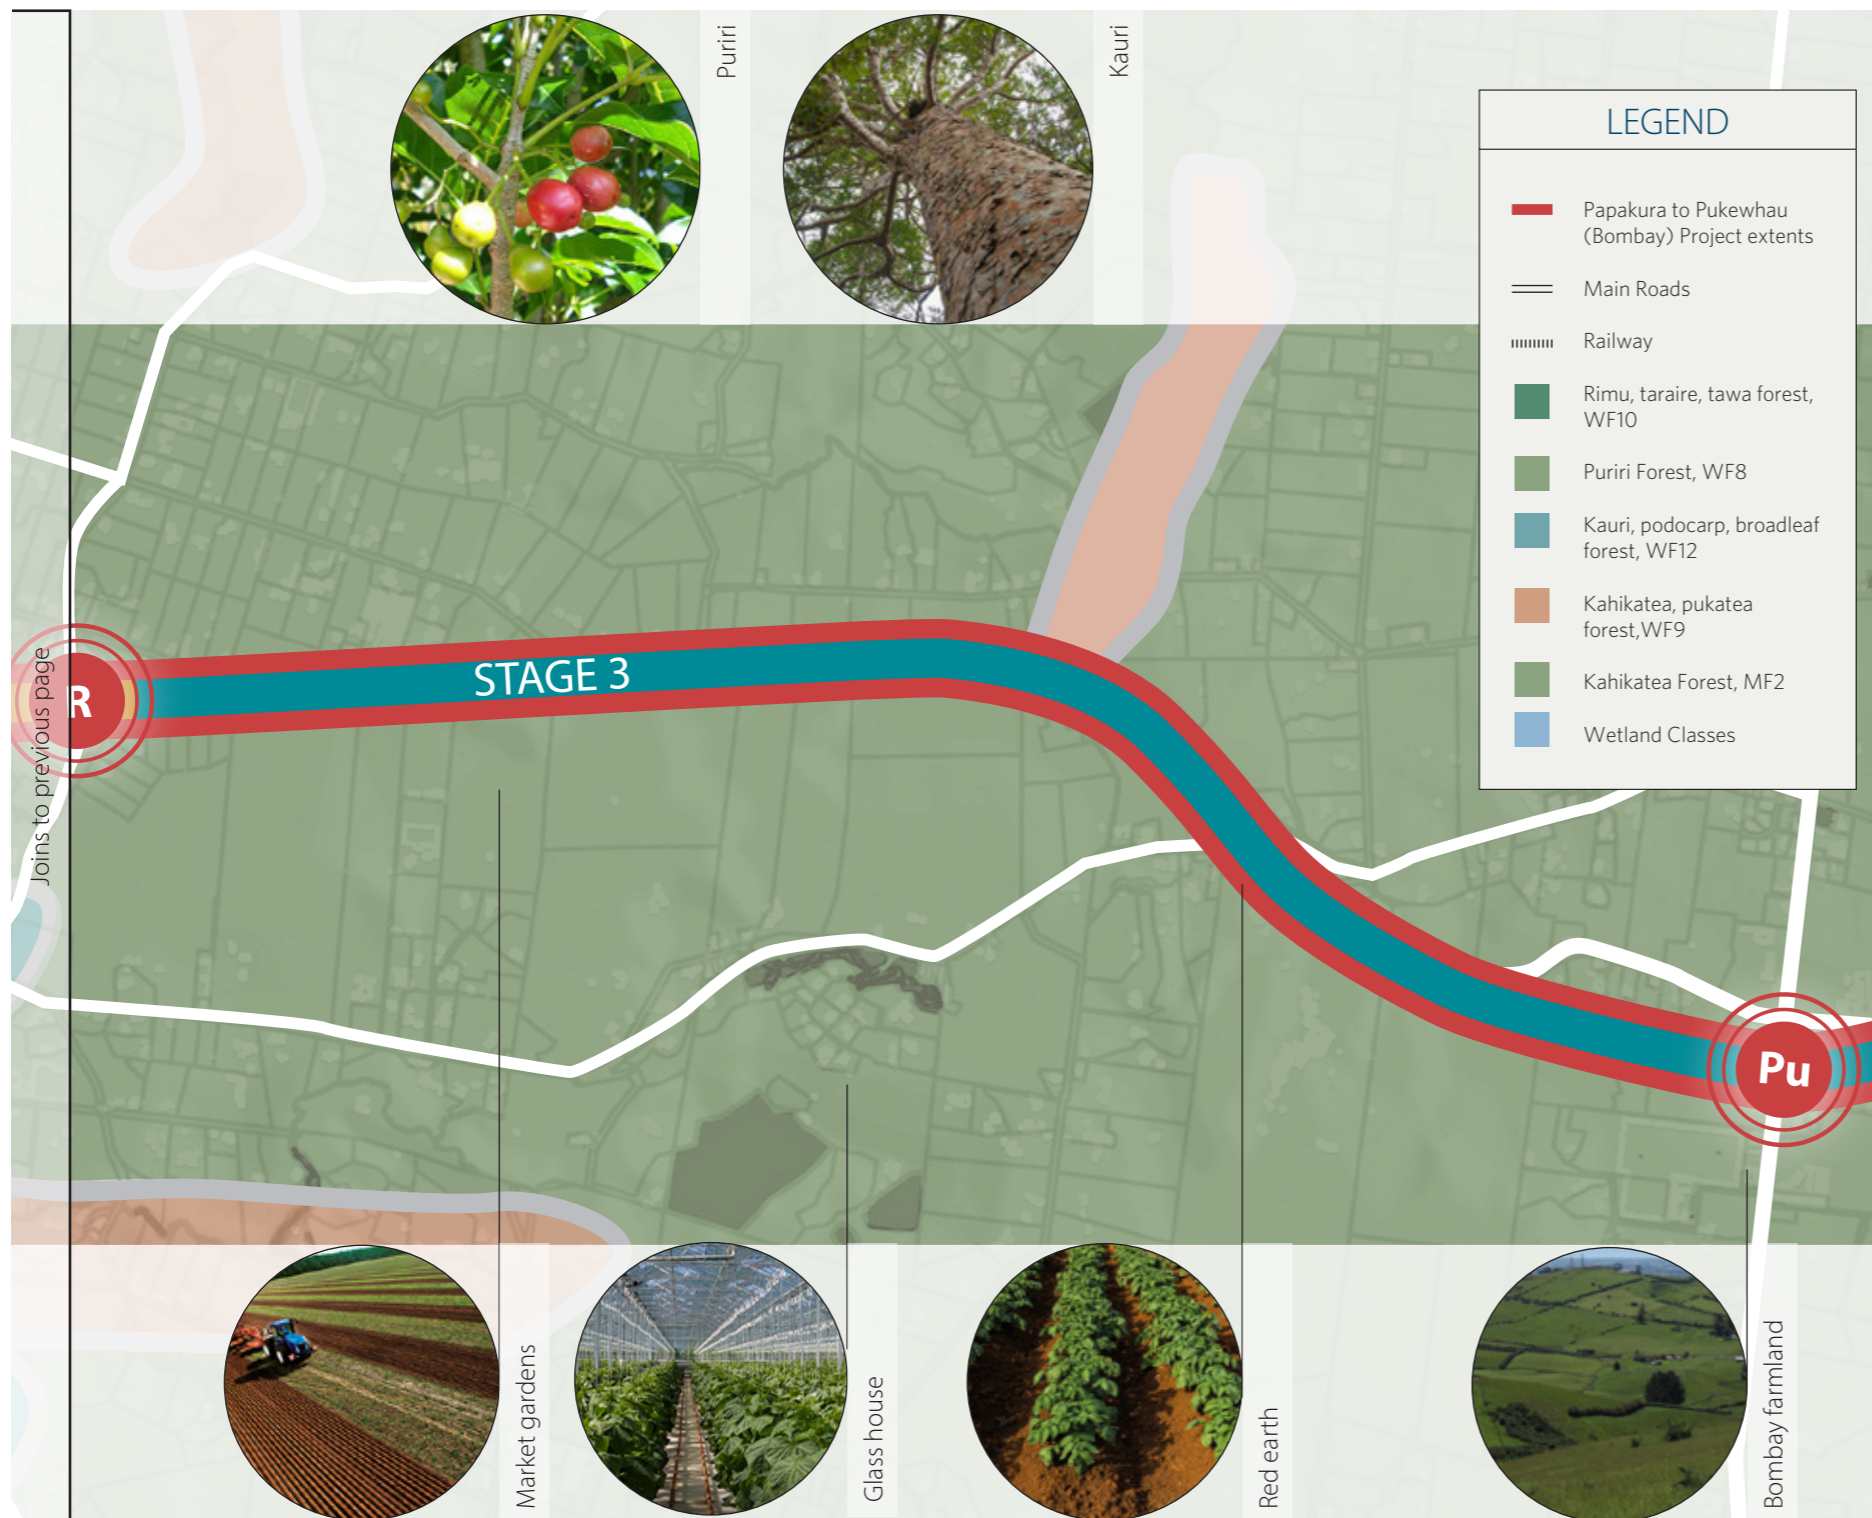 Puriri
Kauri
LEGEND
Papakura to Pukewhau
(Bombay) Project extents
Main Roads
Railway
Rimu, taraire, tawa forest,
WF10
Puriri Forest, WF8
Kauri, podocarp, broadleaf
forest, WF12
Kahikatea, pukatea
forest,WF9
Kahikatea Forest, MF2
Wetland Classes
Joins to previous page
R
STAGE 3
Pu
Market gardens
Glass house
Red earth
Bombay farmland